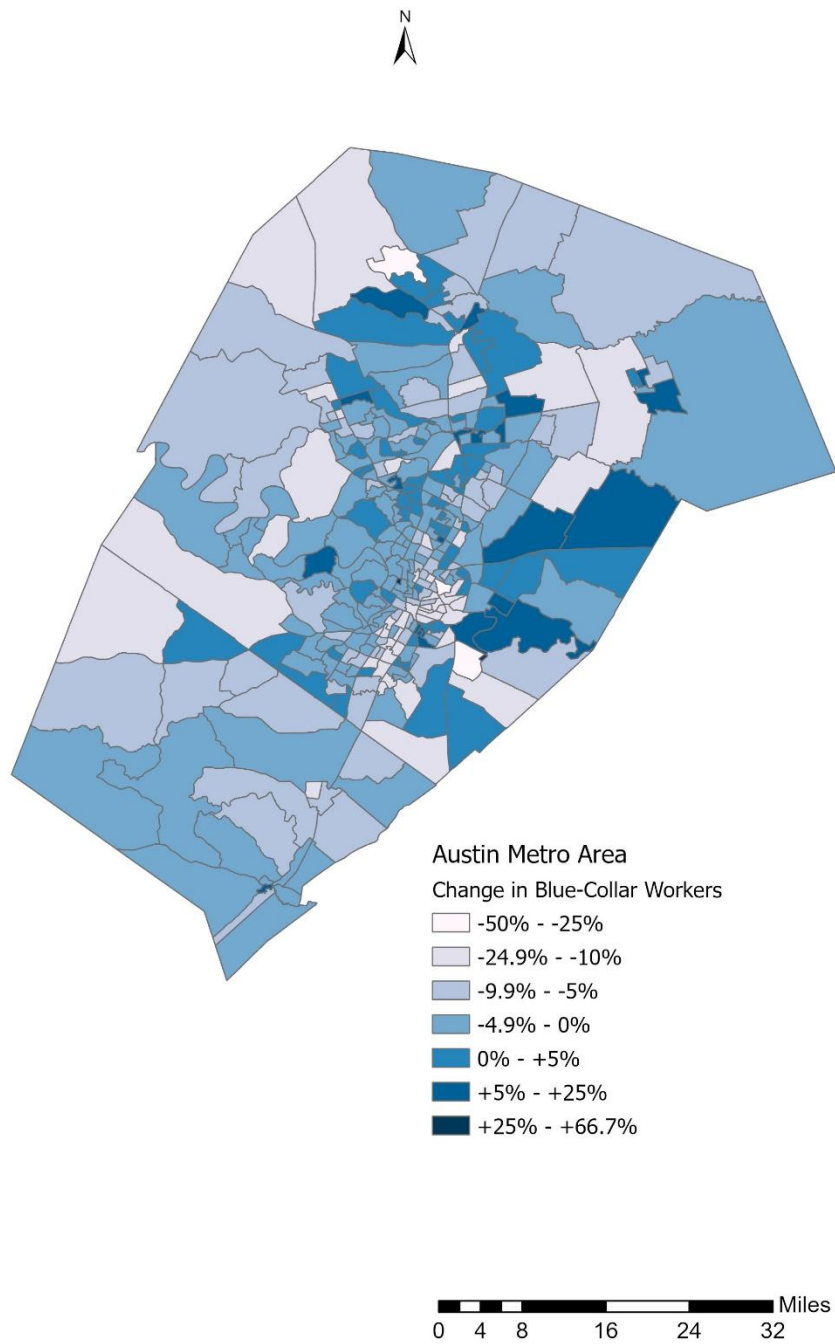 N
Austin Metro Area
Change in Blue-Collar Workers
-50% - -25%
-24.9% - -10%
-9.9% - -5%
-4.9% - 0%
0% - +5%
+5% - +25%
+25% - +66.7%
Miles
0 4 8 16 24 32